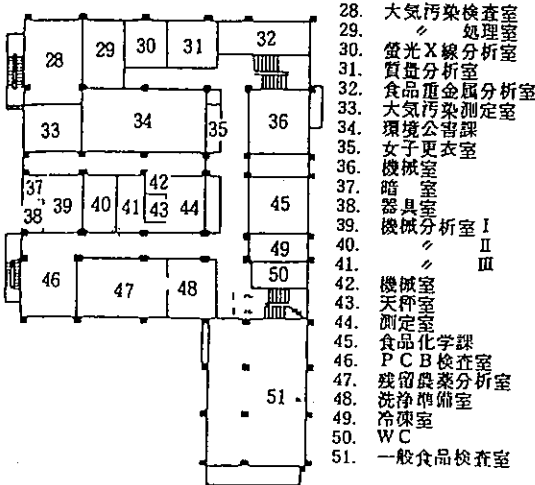 28. 大気汚染検査室
29. 〃 処理室
30. 螢光X線分析室
31. 質量分析室
32. 食品重金属分析室
33. 大気汚染測定室
34. 環境公害課
35. 女子更衣室
36. 機械室
37. 暗室
38. 器具室
39. 機械分析室 I
40. 〃 II
41. 〃 III
42. 機械室
43. 天秤室
44. 測定室
45. 食品化学課
46. PCB検査室
47. 残留農薬分析室
48. 洗浄準備室
49. 冷凍室
50. WC
51. 一般食品検査室
28 29 30 31 32
33 34 35 36
37 38 39 40 41 42 43 44 45
49
50
46 47 48
51